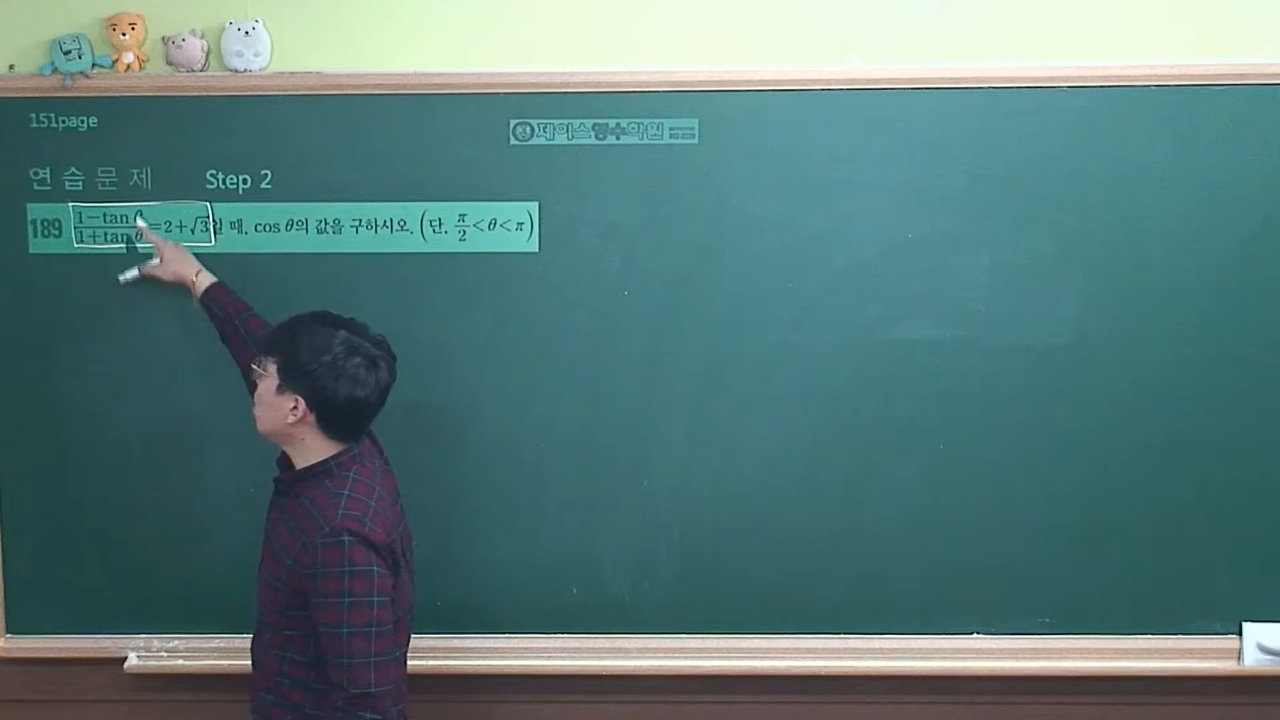 151page
제이스영수학원
연습문제 Step 2
189 (1-tan θ)/(1+tan θ)=2+√3일 때, cos θ의 값을 구하시오. (단, π/2<θ<π)